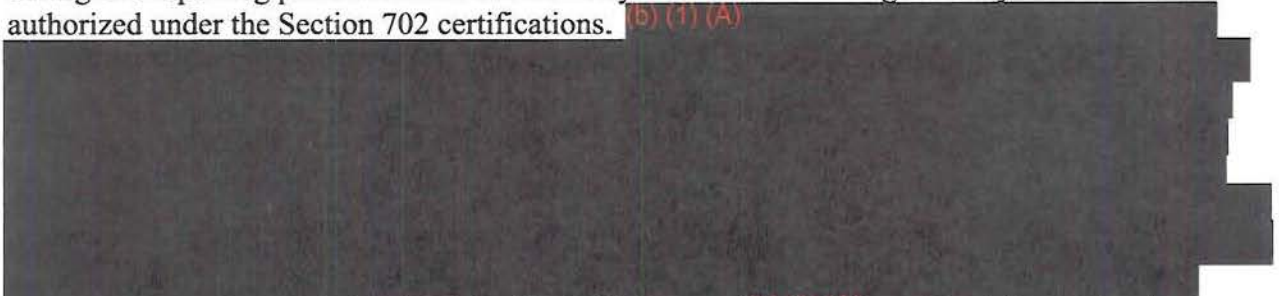 authorized under the Section 702 certifications. (b) (1) (A)